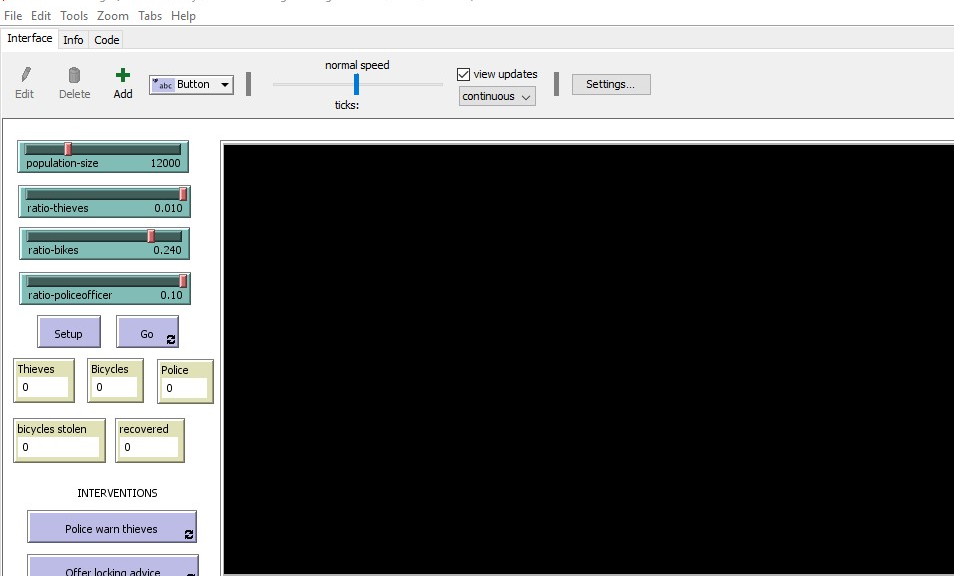 File Edit Tools Zoom Tabs Help
Interface Info Code
normal speed
view updates
Edit Delete Add abc Button continuous Settings...
ticks:
population-size 12000
ratio-thieves 0.010
ratio-bikes 0.240
ratio-policeofficer 0.10
Setup Go
Thieves Bicycles Police
0 0 0
bicycles stolen recovered
0 0
INTERVENTIONS
Police warn thieves
Offer locking advice